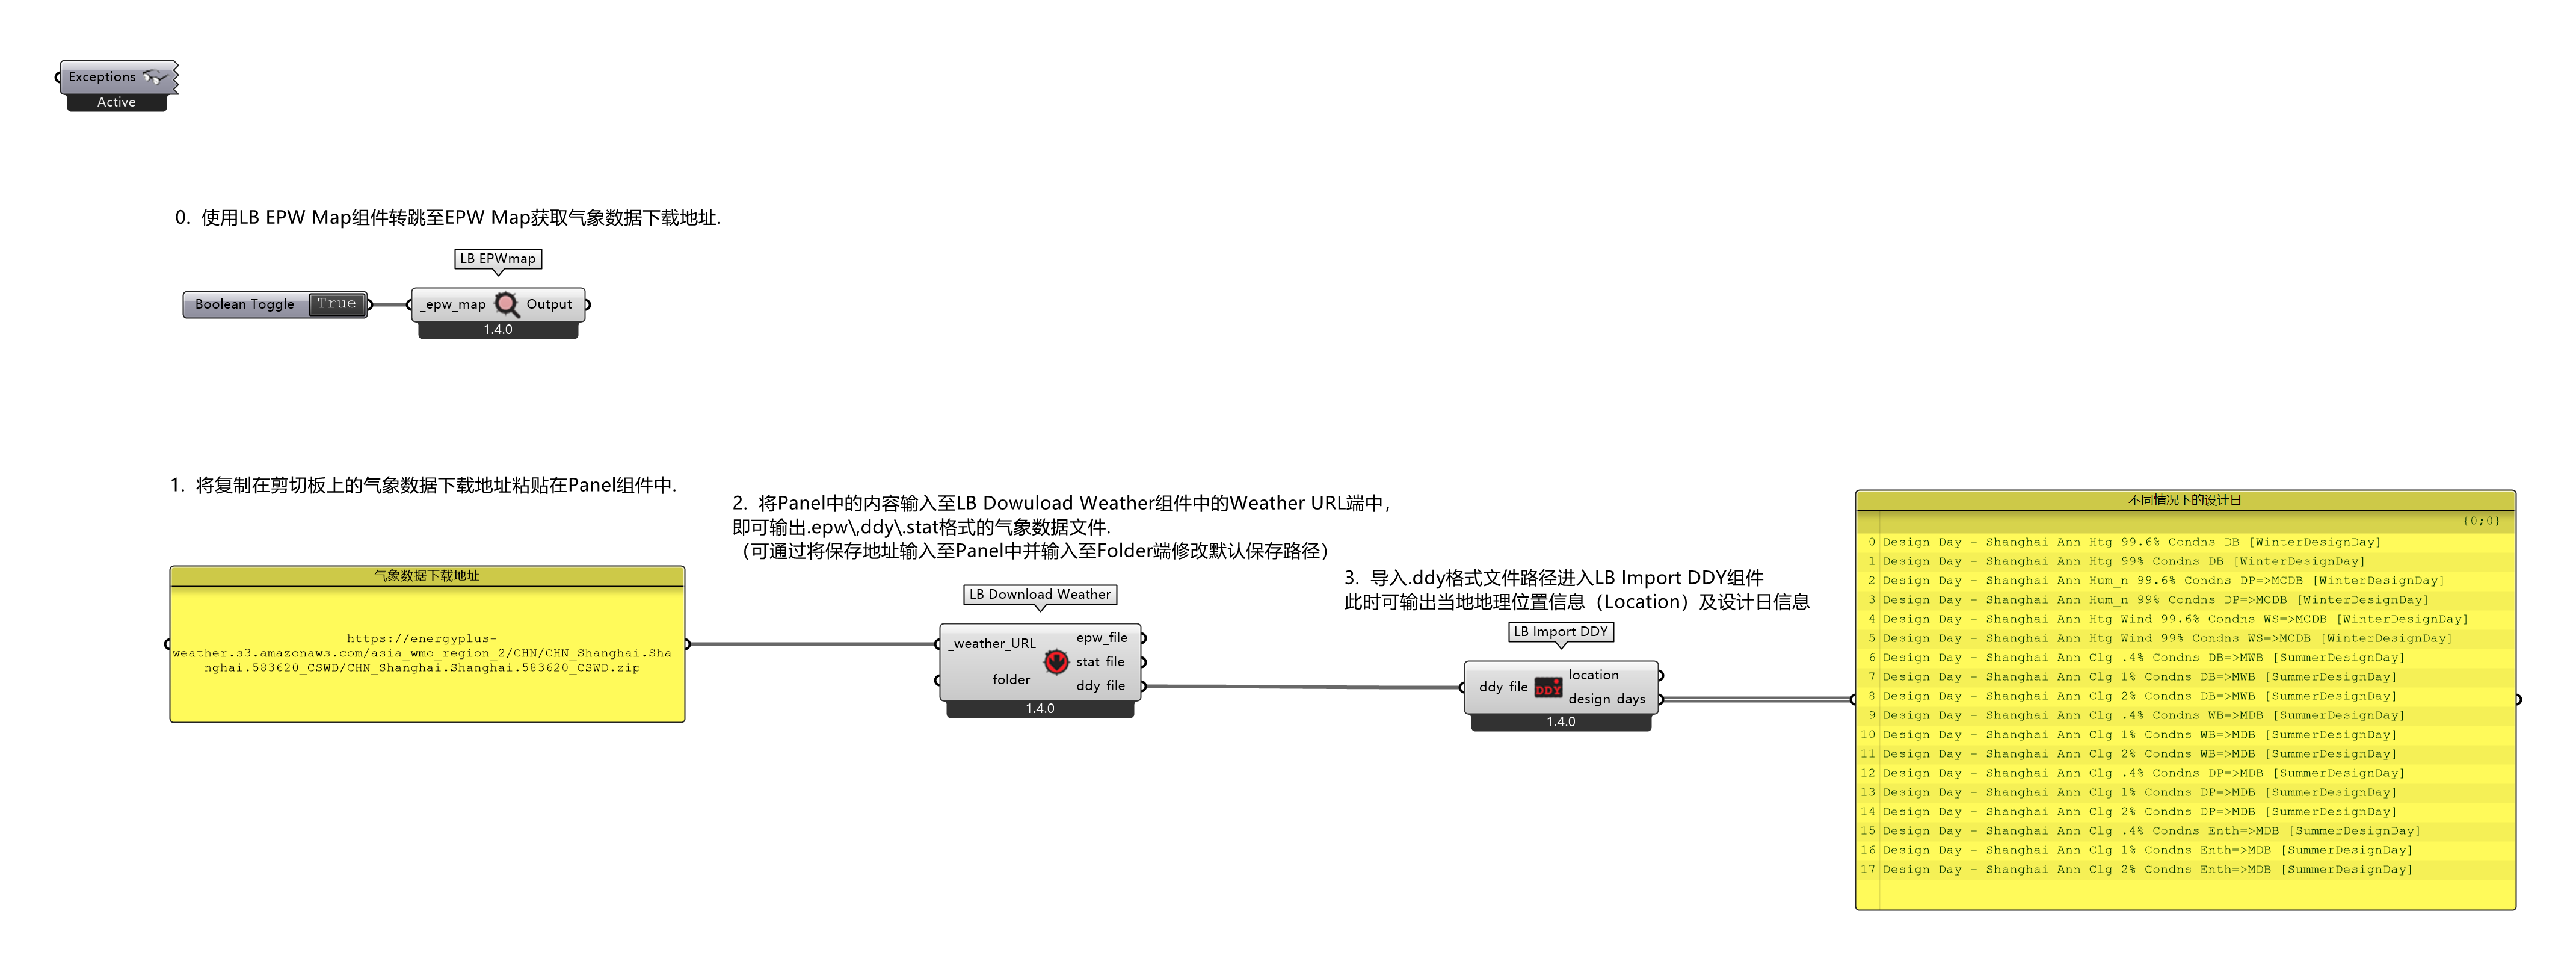 Exceptions
Active
0. 使用LB EPW Map组件转跳至EPW Map获取气象数据下载地址.
LB EPWmap
Boolean Toggle True
_epw_map Output
1.4.0
1. 将复制在剪切板上的气象数据下载地址粘贴在Panel组件中.
气象数据下载地址
https://energyplus-
weather.s3.amazonaws.com/asia_wmo_region_2/CHN/CHN_Shanghai.Sha
nghai.583620_CSWD/CHN_Shanghai.Shanghai.583620_CSWD.zip
2. 将Panel中的内容输入至LB Dowuload Weather组件中的Weather URL端中，
即可输出.epw\,ddy\.stat格式的气象数据文件.
（可通过将保存地址输入至Panel中并输入至Folder端修改默认保存路径）
LB Download Weather
_weather_URL
_folder_
epw_file
stat_file
ddy_file
1.4.0
3. 导入.ddy格式文件路径进入LB Import DDY组件
此时可输出当地地理位置信息（Location）及设计日信息
LB Import DDY
_ddy_file
DDY
location
design_days
1.4.0
不同情况下的设计日
{0;0}
0 Design Day - Shanghai Ann Htg 99.6% Condns DB [WinterDesignDay]
1 Design Day - Shanghai Ann Htg 99% Condns DB [WinterDesignDay]
2 Design Day - Shanghai Ann Hum_n 99.6% Condns DP=>MCDB [WinterDesignDay]
3 Design Day - Shanghai Ann Hum_n 99% Condns DP=>MCDB [WinterDesignDay]
4 Design Day - Shanghai Ann Htg Wind 99.6% Condns WS=>MCDB [WinterDesignDay]
5 Design Day - Shanghai Ann Htg Wind 99% Condns WS=>MCDB [WinterDesignDay]
6 Design Day - Shanghai Ann Clg .4% Condns DB=>MWB [SummerDesignDay]
7 Design Day - Shanghai Ann Clg 1% Condns DB=>MWB [SummerDesignDay]
8 Design Day - Shanghai Ann Clg 2% Condns DB=>MWB [SummerDesignDay]
9 Design Day - Shanghai Ann Clg .4% Condns WB=>MDB [SummerDesignDay]
10 Design Day - Shanghai Ann Clg 1% Condns WB=>MDB [SummerDesignDay]
11 Design Day - Shanghai Ann Clg 2% Condns WB=>MDB [SummerDesignDay]
12 Design Day - Shanghai Ann Clg .4% Condns DP=>MDB [SummerDesignDay]
13 Design Day - Shanghai Ann Clg 1% Condns DP=>MDB [SummerDesignDay]
14 Design Day - Shanghai Ann Clg 2% Condns DP=>MDB [SummerDesignDay]
15 Design Day - Shanghai Ann Clg .4% Condns Enth=>MDB [SummerDesignDay]
16 Design Day - Shanghai Ann Clg 1% Condns Enth=>MDB [SummerDesignDay]
17 Design Day - Shanghai Ann Clg 2% Condns Enth=>MDB [SummerDesignDay]